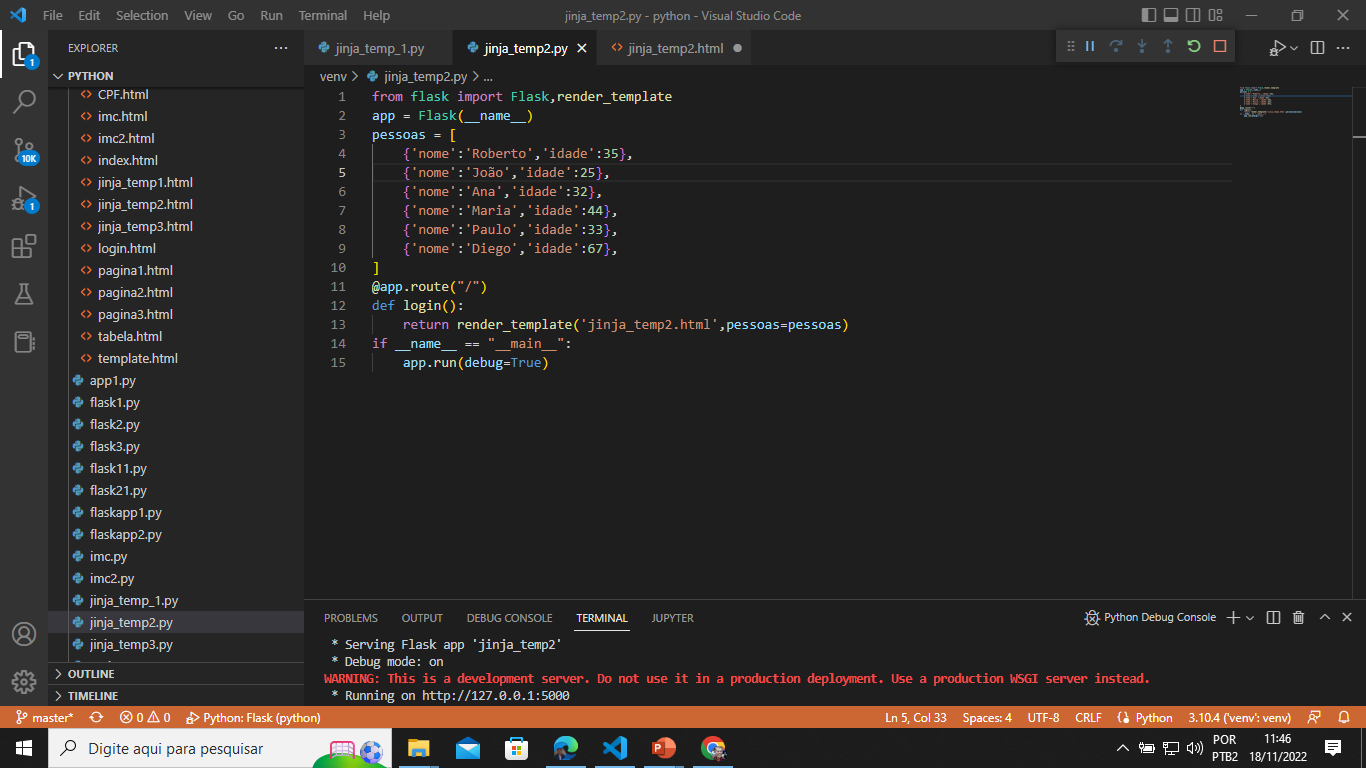 File Edit Selection View Go Run Terminal Help
jinja_temp2.py - python - Visual Studio Code
EXPLORER
PYTHON
CPF.html
imc.html
imc2.html
index.html
jinja_temp1.html
jinja_temp2.html
jinja_temp3.html
login.html
pagina1.html
pagina2.html
pagina3.html
tabela.html
template.html
app1.py
flask1.py
flask2.py
flask3.py
flask11.py
flask21.py
flaskapp1.py
flaskapp2.py
imc.py
imc2.py
jinja_temp_1.py
jinja_temp2.py
jinja_temp3.py
OUTLINE
TIMELINE
1
10K
1
jinja_temp_1.py jinja_temp2.py jinja_temp2.html
venv > jinja_temp2.py > ...
1 from flask import Flask,render_template
2 app = Flask(__name__)
3 pessoas = [
4 {'nome':'Roberto','idade':35},
5 {'nome':'João','idade':25},
6 {'nome':'Ana','idade':32},
7 {'nome':'Maria','idade':44},
8 {'nome':'Paulo','idade':33},
9 {'nome':'Diego','idade':67},
10 ]
11 @app.route("/")
12 def login():
13 return render_template('jinja_temp2.html',pessoas=pessoas)
14 if __name__ == "__main__":
15 app.run(debug=True)
PROBLEMS OUTPUT DEBUG CONSOLE TERMINAL JUPYTER
Python Debug Console
* Serving Flask app 'jinja_temp2'
* Debug mode: on
WARNING: This is a development server. Do not use it in a production deployment. Use a production WSGI server instead.
* Running on http://127.0.0.1:5000
master* 0 0 Python: Flask (python)
Ln 5, Col 33 Spaces: 4 UTF-8 CRLF Python 3.10.4 ('venv': venv)
Digite aqui para pesquisar
POR
PTB2
11:46
18/11/2022